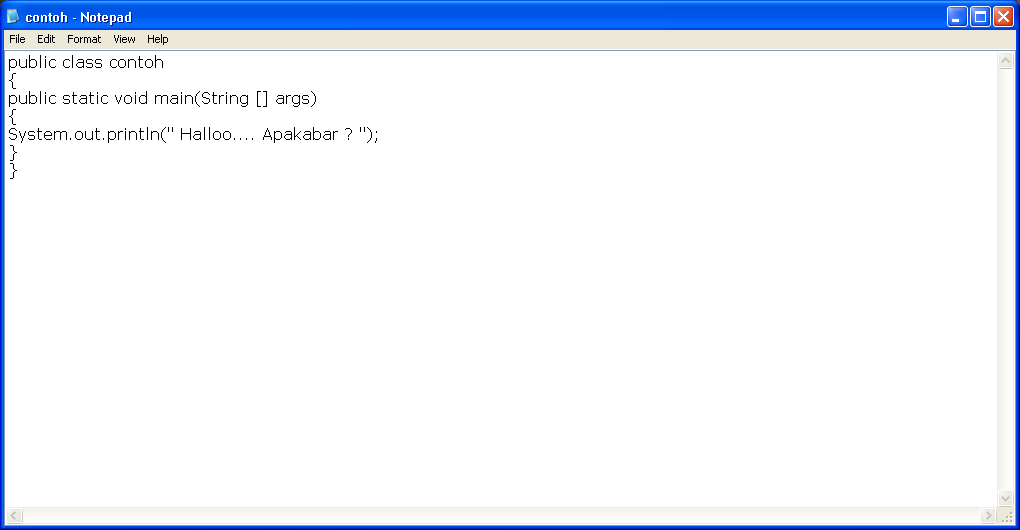 contoh - Notepad
File Edit Format View Help
public class contoh
{
public static void main(String [] args)
{
System.out.println(" Halloo.... Apakabar ? ");
}
}